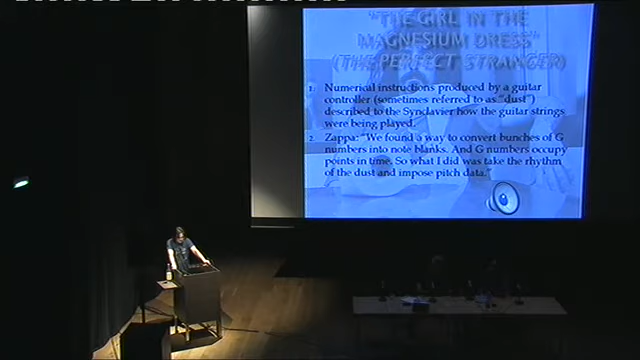 "THE GIRL IN THE
MAGNESIUM DRESS"
(THE PERFECT STRANGER)
1. Numerical instructions produced by a guitar
controller (sometimes referred to as "dust")
described to the Synclavier how the guitar strings
were being played.
2. Zappa: "We found a way to convert bunches of G
numbers into note blanks. And G numbers occupy
points in time. So what I did was take the rhythm
of the dust and impose pitch data."